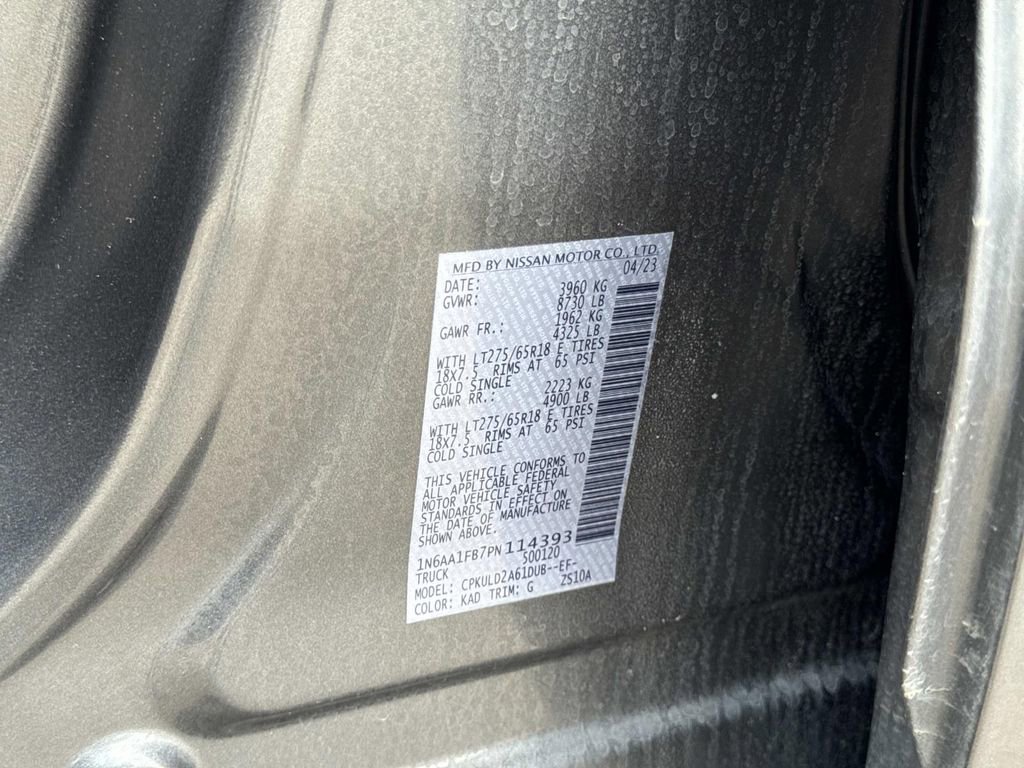 MFD BY NISSAN MOTOR CO., LTD.
DATE: 04/23
GVWR: 3960 KG
8730 LB
GAWR FR.: 1962 KG
4325 LB
WITH LT275/65R18 E TIRES
18X7.5 RIMS AT 65 PSI
COLD SINGLE
GAWR RR.: 2223 KG
4900 LB
WITH LT275/65R18 E TIRES
18X7.5 RIMS AT 65 PSI
COLD SINGLE
THIS VEHICLE CONFORMS TO
ALL APPLICABLE FEDERAL
MOTOR VEHICLE SAFETY
STANDARDS IN EFFECT ON
THE DATE OF MANUFACTURE
SHOWN ABOVE.
1N6AA1FB7PN114393
TRUCK 500120
MODEL: CPKULD2A61DUB--EF-
COLOR: KAD TRIM: G ZS10A